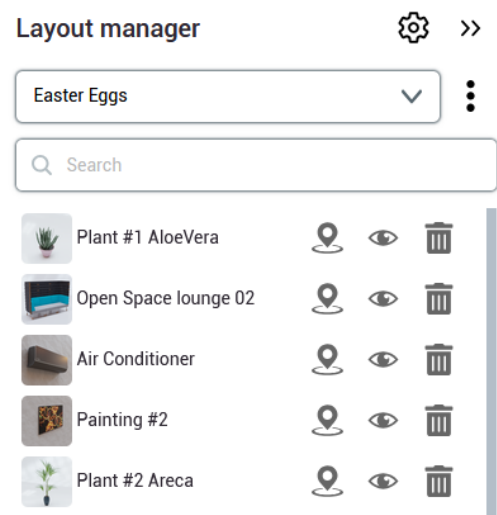 Layout manager
Easter Eggs
Search
Plant #1 AloeVera
Open Space lounge 02
Air Conditioner
Painting #2
Plant #2 Areca